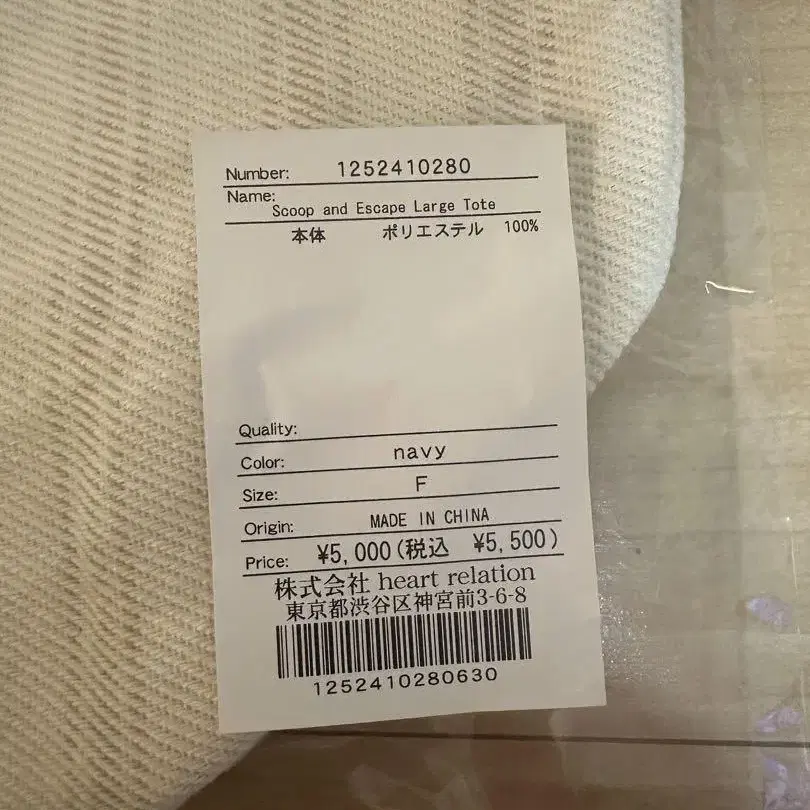 Number: 1252410280
Name:
Scoop and Escape Large Tote
本体 ポリエステル 100%
Quality:
Color: navy
Size: F
Origin: MADE IN CHINA
Price: ¥5,000(税込 ¥5,500)
株式会社 heart relation
東京都渋谷区神宮前3-6-8
1252410280630